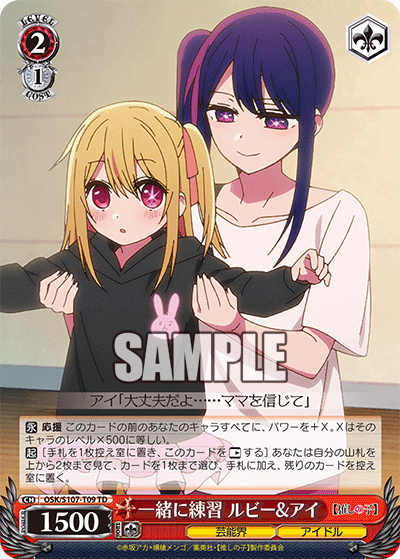 LEVEL
2
1
COST
SAMPLE
アイ「大丈夫だよ……ママを信じて」
永 応援 このカードの前のあなたのキャラすべてに、パワーを＋X。Xはその
キャラのレベル×500に等しい。
起 ［手札を1枚控え室に置き、このカードをする］ あなたは自分の山札を
上から2枚まで見て、カードを1枚まで選び、手札に加え、残りのカードを控え
室に置く。
CH OSK/S107-T09 TD
1500
一緒に練習 ルビー&アイ
【推しの子】
芸能界
アイドル
©赤坂アカ×横槍メンゴ／集英社・【推しの子】製作委員会